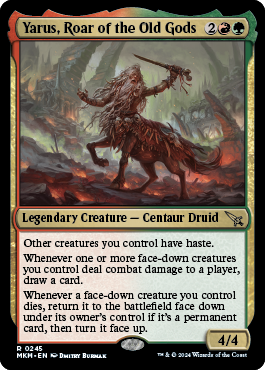 Yarus, Roar of the Old Gods 2
Legendary Creature — Centaur Druid
Other creatures you control have haste.
Whenever one or more face-down creatures
you control deal combat damage to a player,
draw a card.
Whenever a face-down creature you control
dies, return it to the battlefield face down
under its owner's control if it's a permanent
card, then turn it face up.
4/4
R 0245
MKM • EN Dmitry Burmak
™ & © 2024 Wizards of the Coast